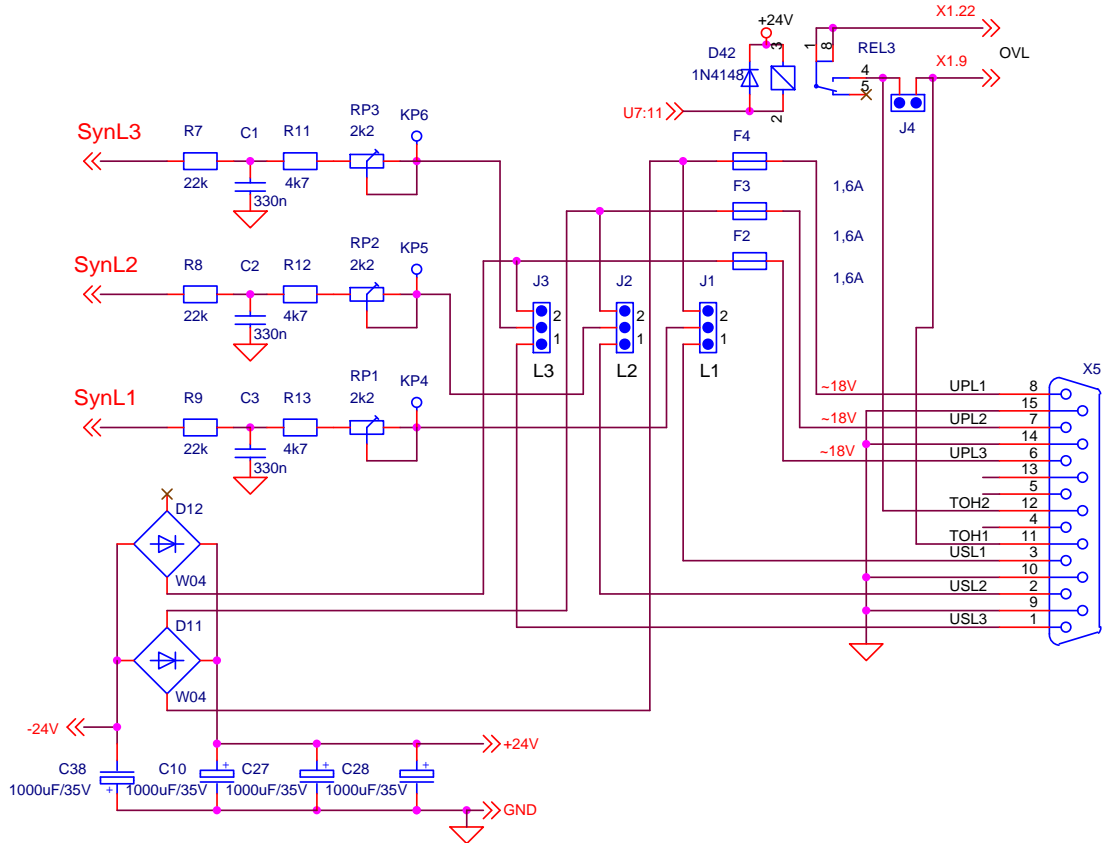 X1.22
+24V
D42
1N4148
3
2
1
8
REL3
4
5
X1.9
OVL
J4
U7:11
SynL3
R7
22k
C1
330n
R11
4k7
RP3
2k2
KP6
F4
1,6A
F3
1,6A
F2
1,6A
SynL2
R8
22k
C2
330n
R12
4k7
RP2
2k2
KP5
J3
2
1
L3
J2
2
1
L2
J1
2
1
L1
SynL1
R9
22k
C3
330n
R13
4k7
RP1
2k2
KP4
X5
~18V
UPL1
8
15
~18V
UPL2
7
14
~18V
UPL3
6
13
5
TOH2
12
4
TOH1
11
USL1
3
10
USL2
2
9
USL3
1
D12
W04
D11
W04
-24V
+24V
C38
1000uF/35V
+
C10
1000uF/35V
+
C27
1000uF/35V
+
C28
1000uF/35V
+
GND